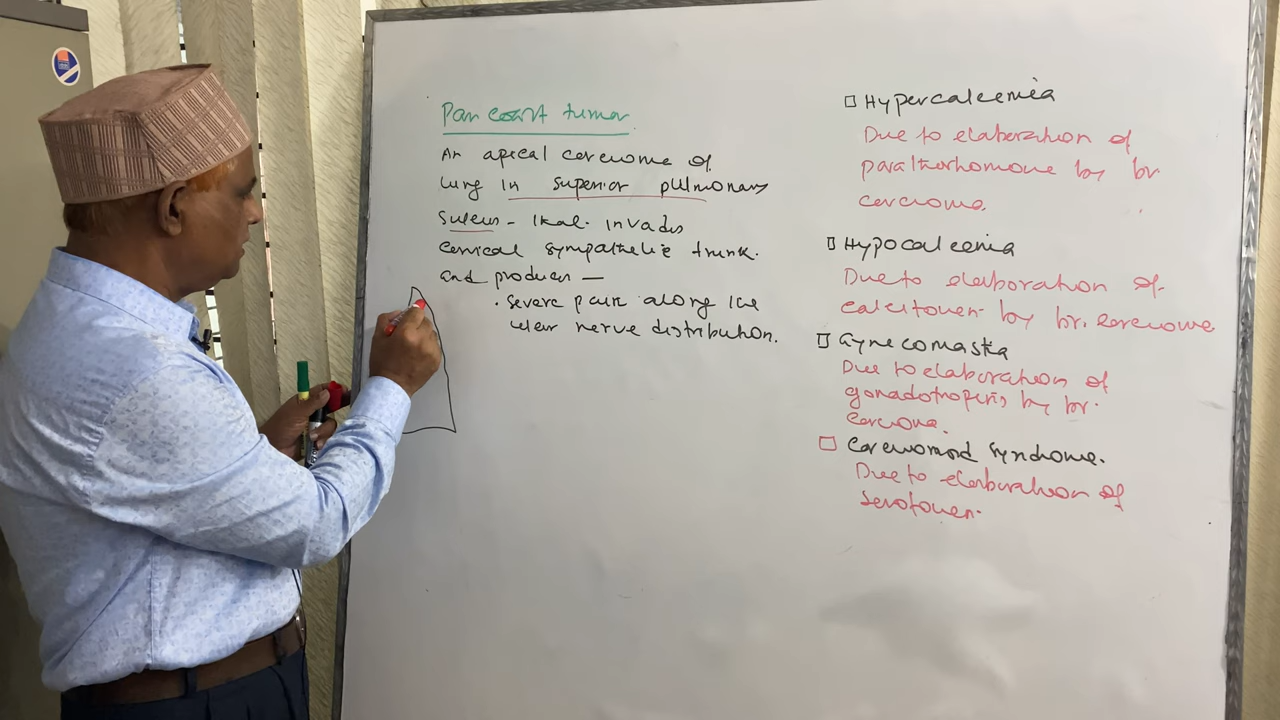 Pan coast tumor
An apical carcinoma of
lung in superior pulmonary
Sulcus - that invades
Cervical sympathetic trunk.
and produces —
. Severe pain along the
ulnar nerve distribution.
Hypercalcemia
Due to elaboration of
parathormone by br
carcinoma.
Hypocalcemia
Due to elaboration of
calcitonin by br. carcinoma
Gynecomastia
Due to elaboration of
gonadotropins by br.
carcinoma.
Carcinoid syndrome.
Due to elaboration of
Serotonin.